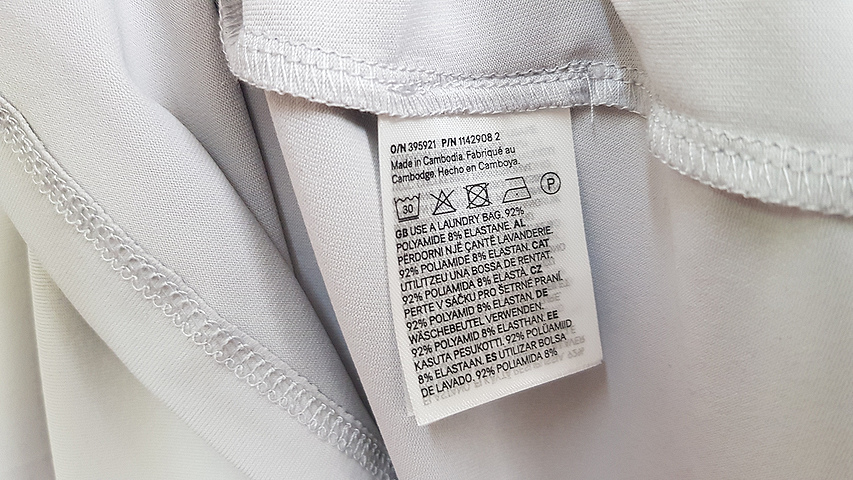 O/N 395921 P/N 1142908 2
Made in Cambodia. Fabriqué au
Cambodge. Hecho en Camboya.
30 P
GB USE A LAUNDRY BAG. 92%
POLYAMIDE 8% ELASTANE. AL
PËRDORNI NJË ÇANTË LAVANDERIE.
92% POLIAMIDE 8% ELASTAN. CAT
UTILITZEU UNA BOSSA DE RENTAT.
92% POLIAMIDA 8% ELASTÀ. CZ
PERTE V SÁČKU PRO ŠETRNÉ PRANÍ.
92% POLYAMID 8% ELASTAN. DE
WÄSCHEBEUTEL VERWENDEN.
92% POLYAMID 8% ELASTHAN. EE
KASUTA PESUKOTTI. 92% POLÜAMIID
8% ELASTAAN. ES UTILIZAR BOLSA
DE LAVADO. 92% POLIAMIDA 8%